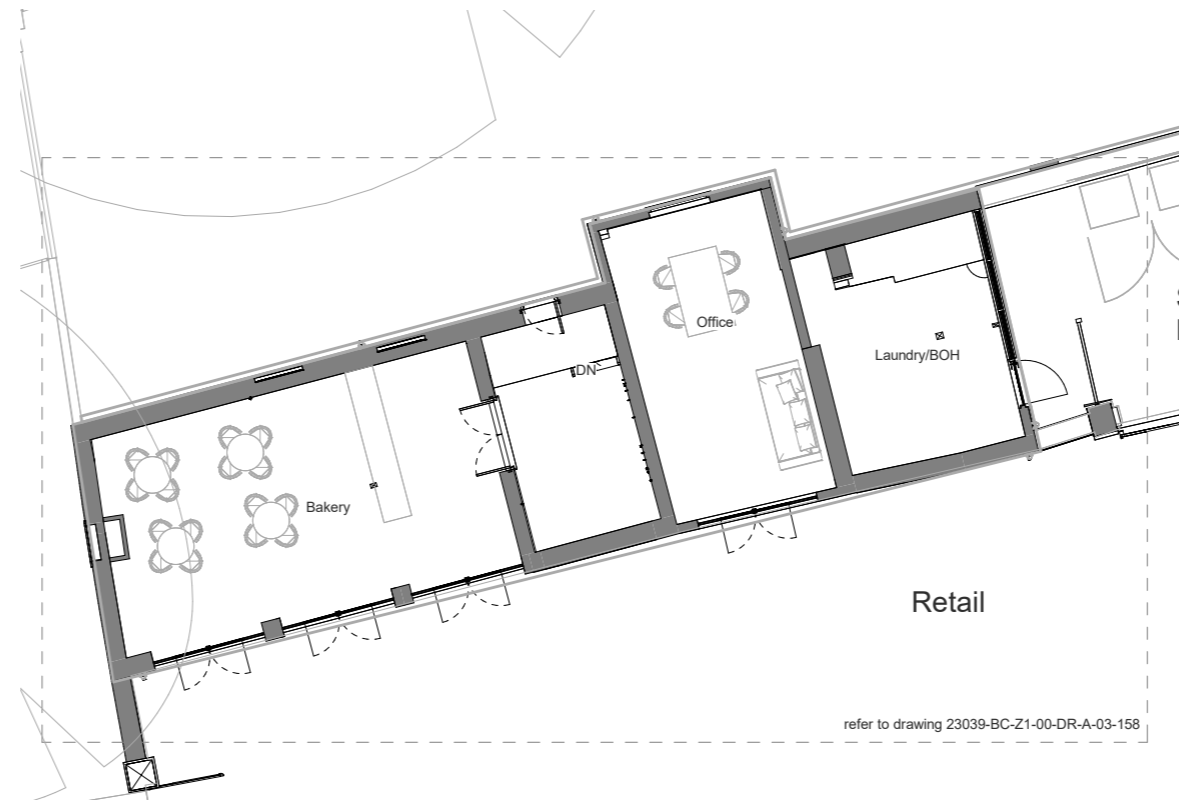 Office
Laundry/BOH
DN
Bakery
Retail
refer to drawing 23039-BC-Z1-00-DR-A-03-158